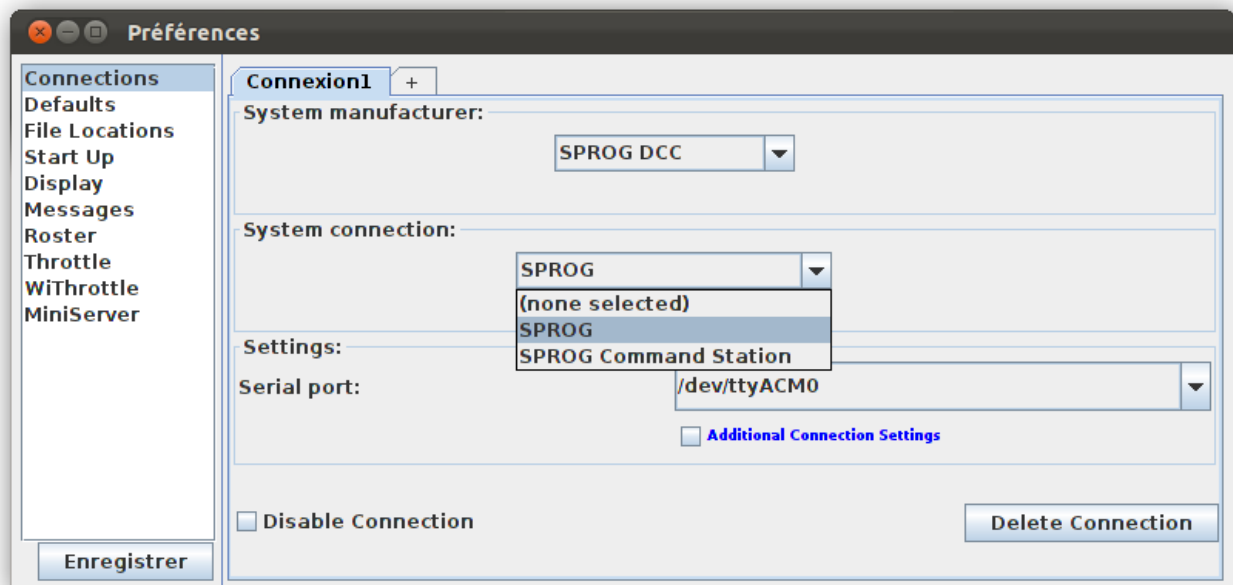 Préférences
Connections
Defaults
File Locations
Start Up
Display
Messages
Roster
Throttle
WiThrottle
MiniServer
Enregistrer
Connexion1 +
System manufacturer:
SPROG DCC
System connection:
SPROG
(none selected)
SPROG
SPROG Command Station
Settings:
Serial port: /dev/ttyACM0
Additional Connection Settings
Disable Connection Delete Connection